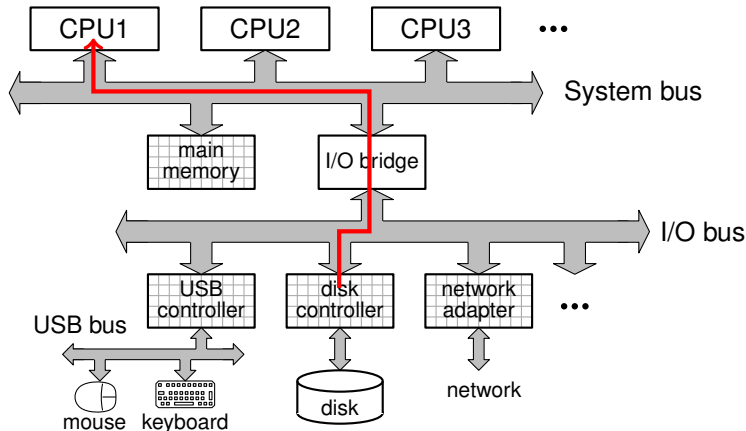 CPU1 CPU2 CPU3 •••
System bus
main
memory
I/O bridge
I/O bus
USB
controller
disk
controller
network
adapter
•••
USB bus
mouse
keyboard
disk
network